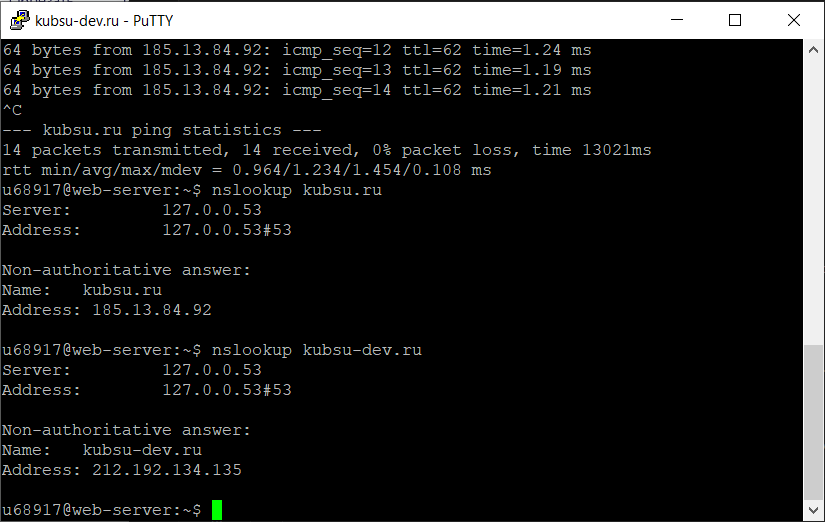 kubsu-dev.ru - PuTTY
64 bytes from 185.13.84.92: icmp_seq=12 ttl=62 time=1.24 ms
64 bytes from 185.13.84.92: icmp_seq=13 ttl=62 time=1.19 ms
64 bytes from 185.13.84.92: icmp_seq=14 ttl=62 time=1.21 ms
^C
--- kubsu.ru ping statistics ---
14 packets transmitted, 14 received, 0% packet loss, time 13021ms
rtt min/avg/max/mdev = 0.964/1.234/1.454/0.108 ms
u68917@web-server:~$ nslookup kubsu.ru
Server:         127.0.0.53
Address:        127.0.0.53#53

Non-authoritative answer:
Name:   kubsu.ru
Address: 185.13.84.92

u68917@web-server:~$ nslookup kubsu-dev.ru
Server:         127.0.0.53
Address:        127.0.0.53#53

Non-authoritative answer:
Name:   kubsu-dev.ru
Address: 212.192.134.135

u68917@web-server:~$